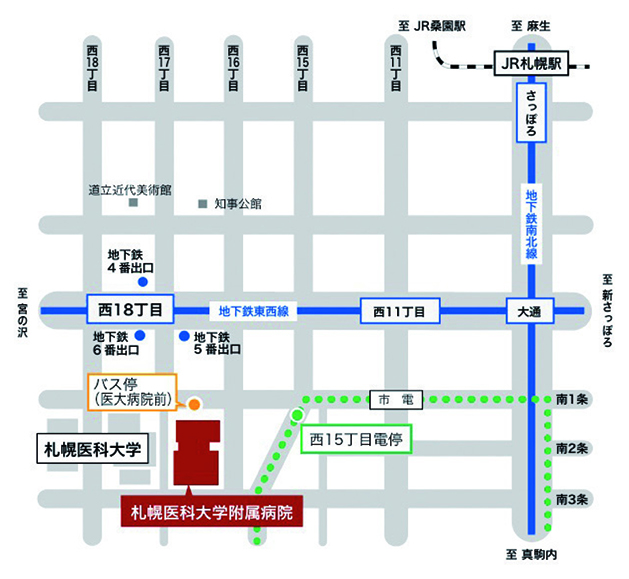 至 JR桑園駅
至 麻生
西18丁目
西17丁目
西16丁目
西15丁目
西11丁目
JR札幌駅
さっぽろ
道立近代美術館
知事公館
地下鉄南北線
地下鉄
4番出口
至 宮の沢
西18丁目
地下鉄東西線
西11丁目
大通
至 新さっぽろ
地下鉄
6番出口
地下鉄
5番出口
バス停
（医大病院前）
市 電
南1条
札幌医科大学
西15丁目電停
南2条
札幌医科大学附属病院
南3条
至 真駒内